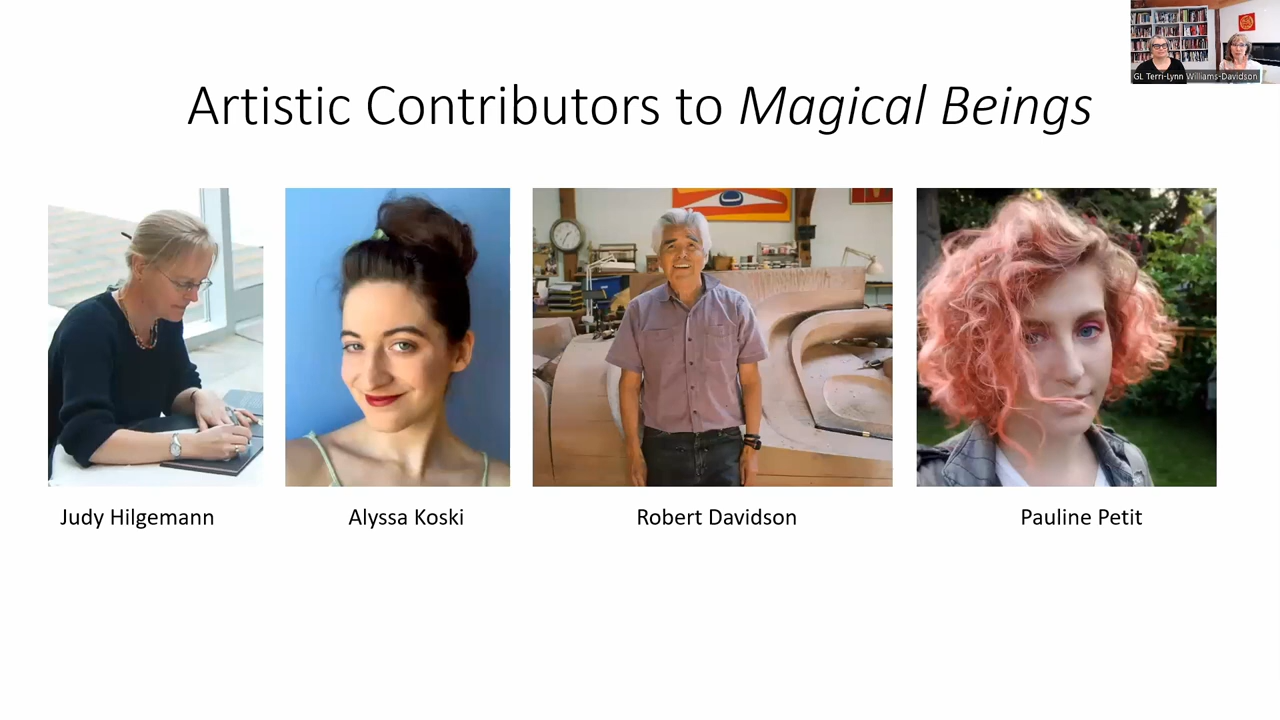 GL Terri-Lynn Williams-Davidson
Artistic Contributors to Magical Beings
Judy Hilgemann
Alyssa Koski
Robert Davidson
Pauline Petit